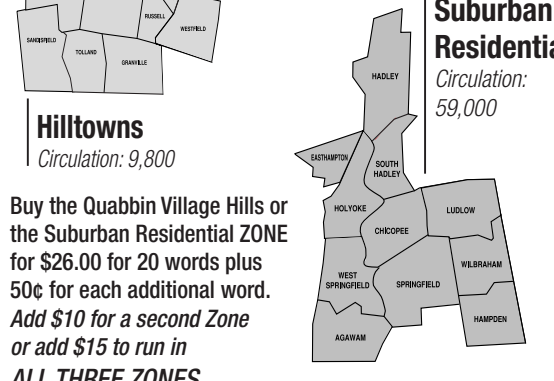 RUSSELL
WESTFIELD
SANDISFIELD
TOLLAND
GRANVILLE
Hilltowns
Circulation: 9,800
Buy the Quabbin Village Hills or
the Suburban Residential ZONE
for $26.00 for 20 words plus
50¢ for each additional word.
Add $10 for a second Zone
or add $15 to run in
ALL THREE ZONES
Suburban
Residentia
Circulation:
59,000
HADLEY
EASTHAMPTON
SOUTH
HADLEY
HOLYOKE
LUDLOW
CHICOPEE
WEST
SPRINGFIELD
SPRINGFIELD
WILBRAHAM
HAMPDEN
AGAWAM